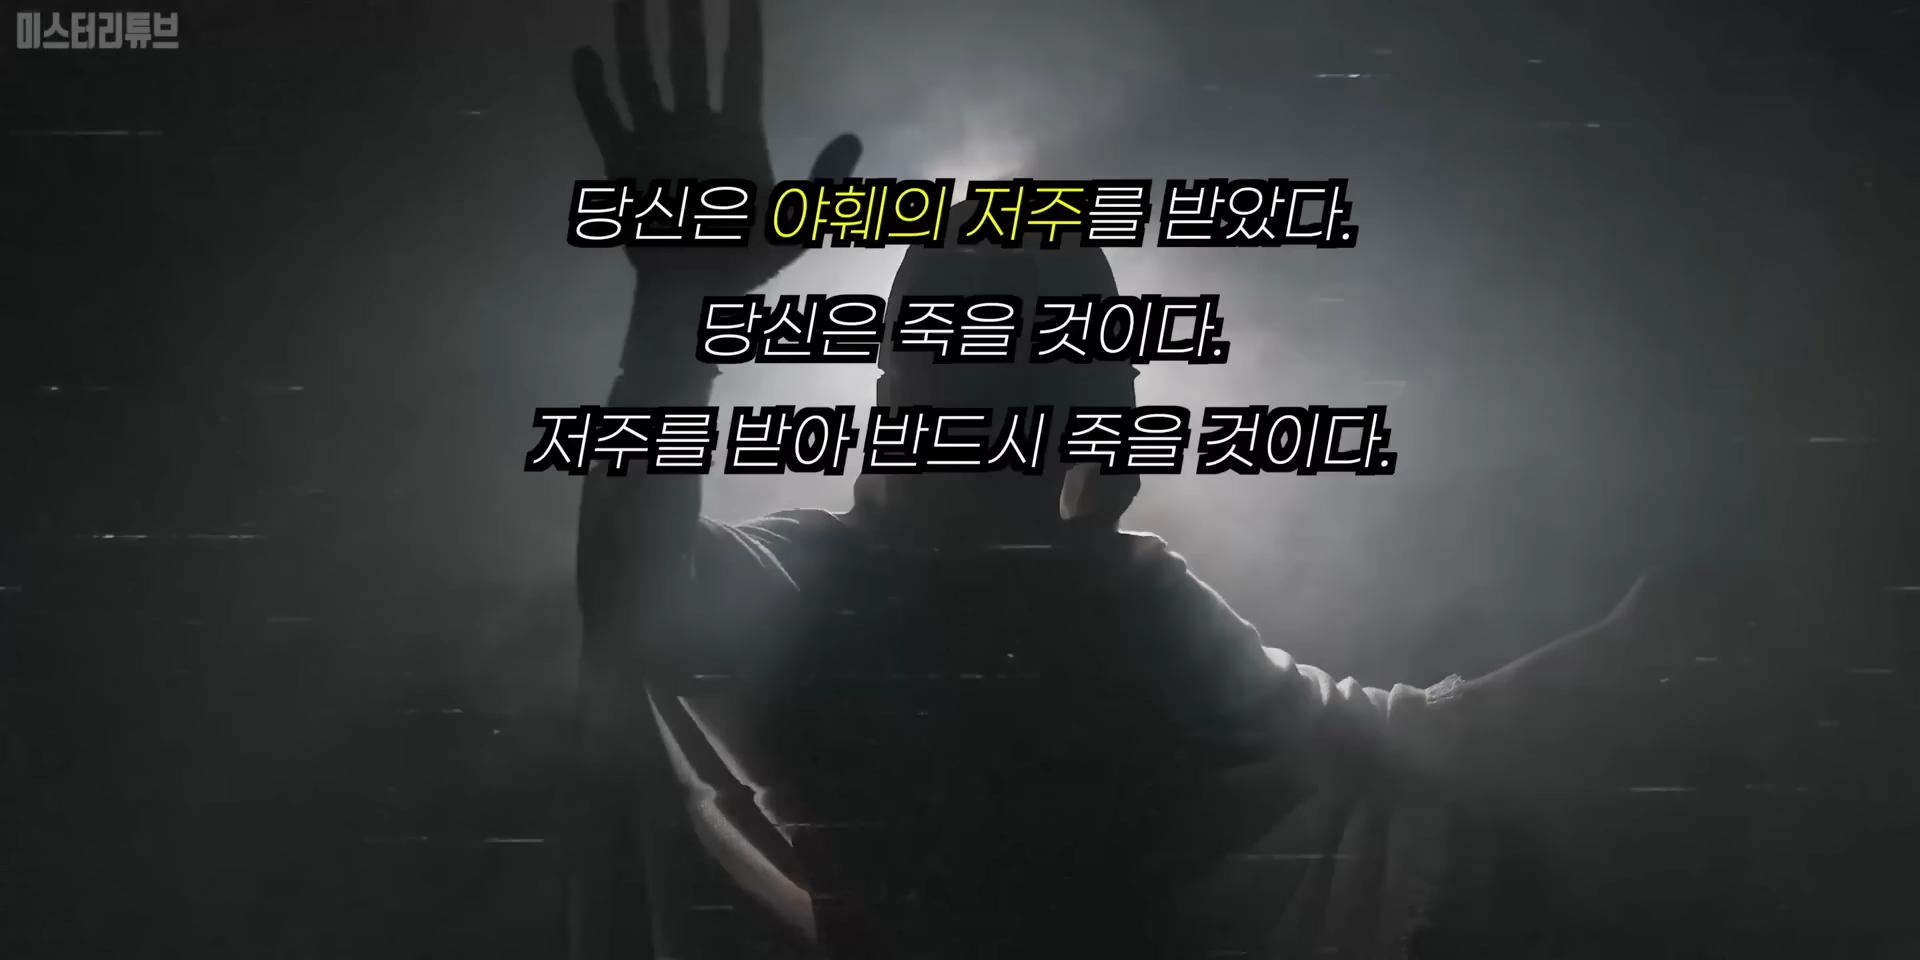 미스터리튜브
당신은 야훼의 저주를 받았다.
당신은 죽을 것이다.
저주를 받아 반드시 죽을 것이다.